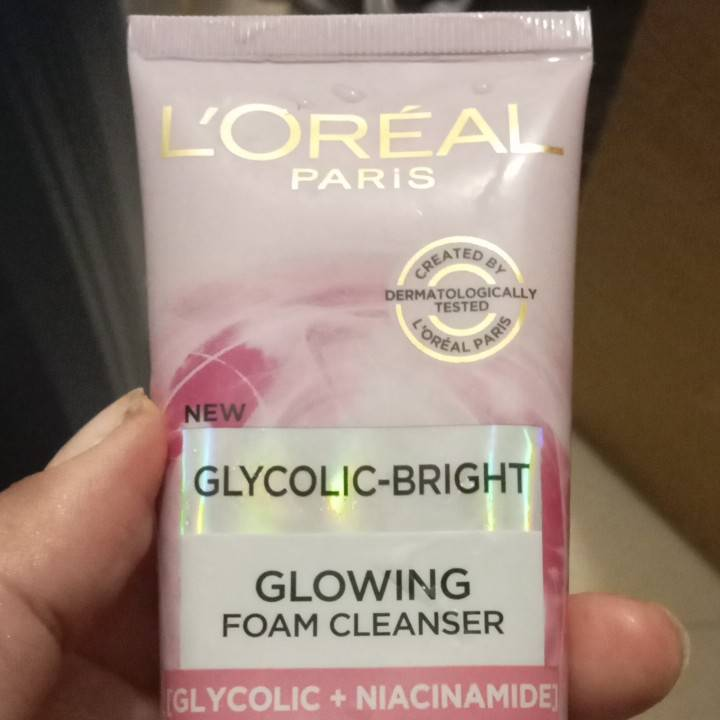 L'ORÉAL
PARIS
CREATED BY
DERMATOLOGICALLY
TESTED
L'ORÉAL PARIS
NEW
GLYCOLIC-BRIGHT
GLOWING
FOAM CLEANSER
[GLYCOLIC + NIACINAMIDE]